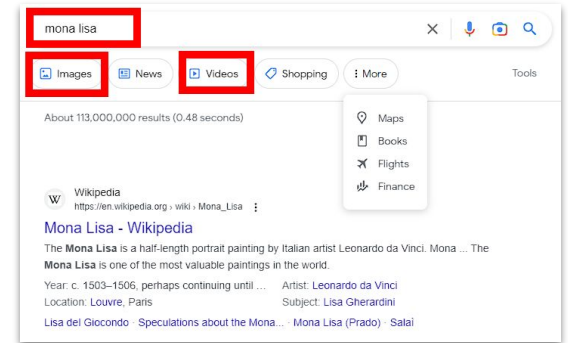 mona lisa
Images
News
Videos
Shopping
More
Tools
Maps
Books
Flights
Finance
About 113,000,000 results (0.48 seconds)
W
Wikipedia
https://en.wikipedia.org › wiki › Mona_Lisa
Mona Lisa - Wikipedia
The Mona Lisa is a half-length portrait painting by Italian artist Leonardo da Vinci. Mona ... The
Mona Lisa is one of the most valuable paintings in the world.
Year: c. 1503–1506, perhaps continuing until ... Artist: Leonardo da Vinci
Location: Louvre, Paris Subject: Lisa Gherardini
Lisa del Giocondo · Speculations about the Mona... · Mona Lisa (Prado) · Salaì